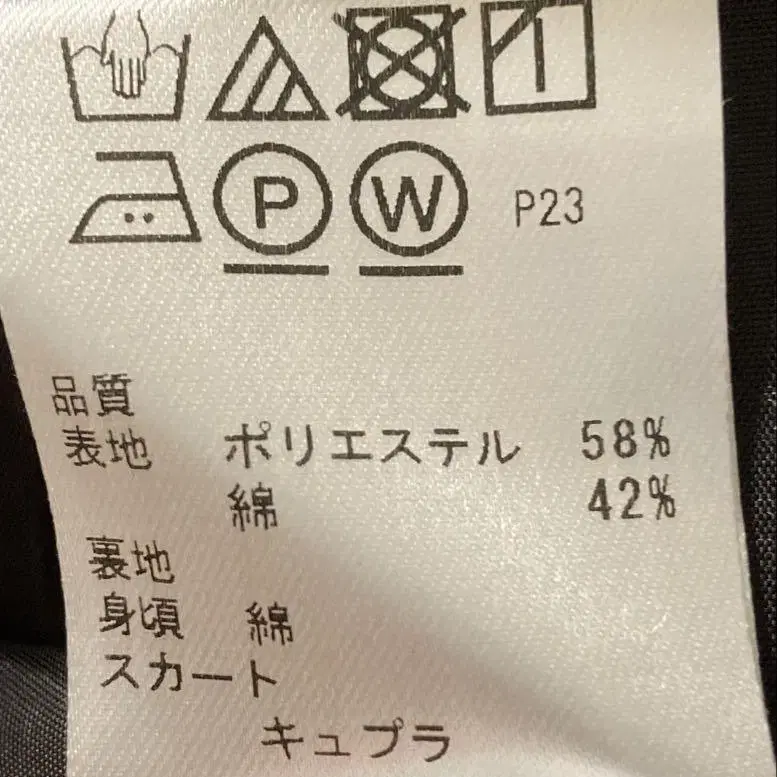 P W P23
品質
表地 ポリエステル 58%
綿 42%
裏地
身頃 綿
スカート
キュプラ